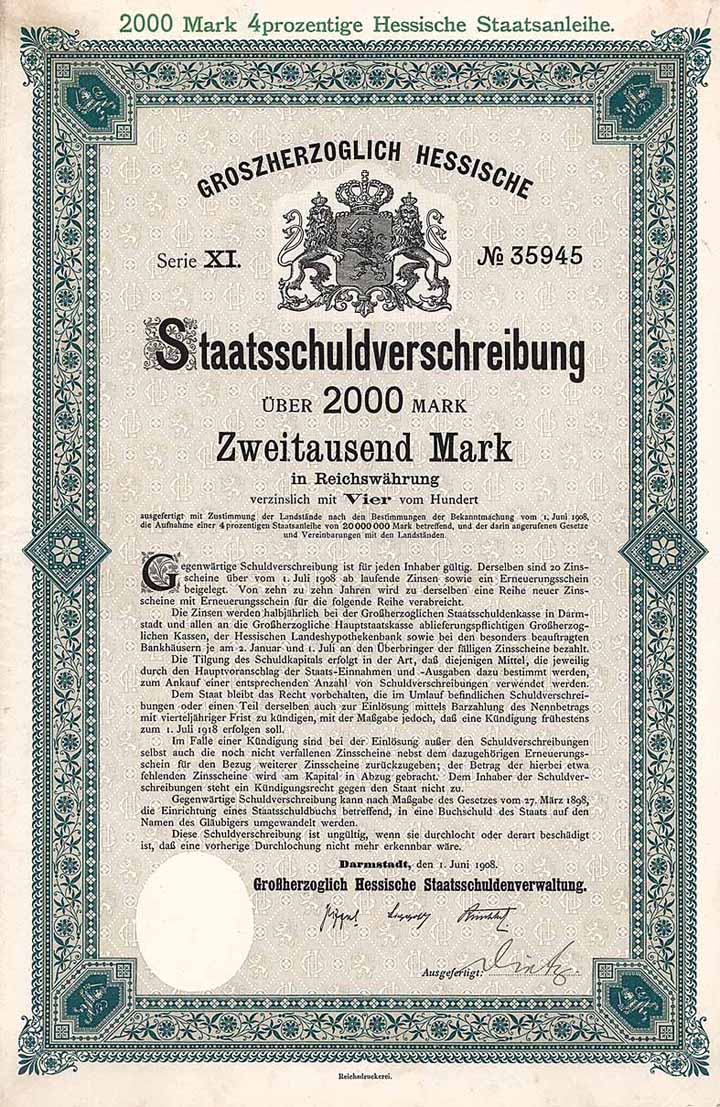 2000 Mark 4prozentige Hessische Staatsanleihe.
GROSZHERZOGLICH HESSISCHE
Serie XI.
№ 35945
Staatsschuldverschreibung
ÜBER 2000 MARK
Zweitausend Mark
in Reichswährung
verzinslich mit Vier vom Hundert
ausgefertigt mit Zustimmung der Landstände nach den Bestimmungen der Bekanntmachung vom 1. Juni 1908,
die Aufnahme einer 4 prozentigen Staatsanleihe von 20 000 000 Mark betreffend, und der darin angerufenen Gesetze
und Vereinbarungen mit den Landständen.
Gegenwärtige Schuldverschreibung ist für jeden Inhaber gültig. Derselben sind 20 Zins-
scheine über vom 1. Juli 1908 ab laufende Zinsen sowie ein Erneuerungsschein
beigelegt. Von zehn zu zehn Jahren wird zu derselben eine Reihe neuer Zins-
scheine mit Erneuerungsschein für die folgende Reihe verabreicht.
Die Zinsen werden halbjährlich bei der Großherzoglichen Staatsschuldenkasse in Darm-
stadt und allen an die Großherzogliche Hauptstaatskasse ablieferungspflichtigen Großherzog-
lichen Kassen, der Hessischen Landeshypothekenbank sowie bei den besonders beauftragten
Bankhäusern je am 2. Januar und 1. Juli an den Überbringer der fälligen Zinsscheine bezahlt.
Die Tilgung des Schuldkapitals erfolgt in der Art, daß diejenigen Mittel, die jeweilig
durch den Hauptvoranschlag der Staats-Einnahmen und -Ausgaben dazu bestimmt werden,
zum Ankauf einer entsprechenden Anzahl von Schuldverschreibungen verwendet werden.
Dem Staat bleibt das Recht vorbehalten, die im Umlauf befindlichen Schuldverschrei-
bungen oder einen Teil derselben auch zur Einlösung mittels Barzahlung des Nennbetrags
mit vierteljähriger Frist zu kündigen, mit der Maßgabe jedoch, daß eine Kündigung frühestens
zum 1. Juli 1918 erfolgen soll.
Im Falle einer Kündigung sind bei der Einlösung außer den Schuldverschreibungen
selbst auch die noch nicht verfallenen Zinsscheine nebst dem dazugehörigen Erneuerungs-
schein für den Bezug weiterer Zinsscheine zurückzugeben; der Betrag der hierbei etwa
fehlenden Zinsscheine wird am Kapital in Abzug gebracht. Dem Inhaber der Schuldver-
schreibungen steht ein Kündigungsrecht gegen den Staat nicht zu.
Gegenwärtige Schuldverschreibung kann nach Maßgabe des Gesetzes vom 27. März 1898,
die Einrichtung eines Staatsschuldbuchs betreffend, in eine Buchschuld des Staats auf den
Namen des Gläubigers umgewandelt werden.
Diese Schuldverschreibung ist ungültig, wenn sie durchlocht oder derart beschädigt
ist, daß eine vorherige Durchlochung nicht mehr erkennbar wäre.
Darmstadt, den 1. Juni 1908.
Großherzoglich Hessische Staatsschuldenverwaltung.
Ausgefertigt: Dietz
Reichsdruckerei.